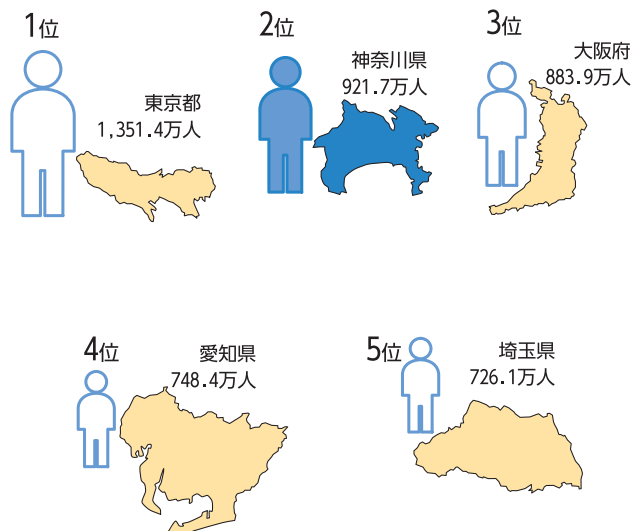 1位
東京都
1,351.4万人
2位
神奈川県
921.7万人
3位
大阪府
883.9万人
4位
愛知県
748.4万人
5位
埼玉県
726.1万人